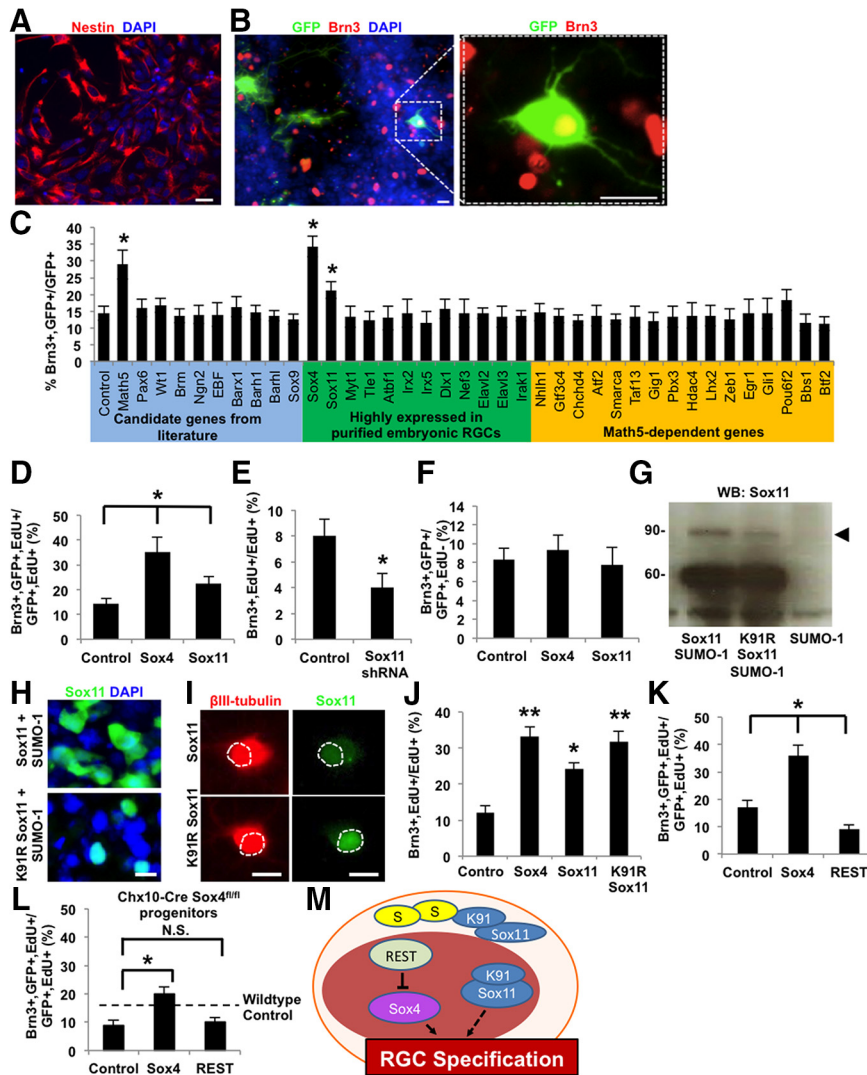 A
Nestin DAPI
B
GFP Brn3 DAPI
GFP Brn3
C
% Brn3+,GFP+/GFP+
40
35
30
25
20
15
10
5
0
*
*
*
Control
Math5
Pax6
Wt1
Brm
Ngn2
EBF
Barx1
Barh1
Barhl
Sox9
Sox4
Sox11
Myt1
Tle1
Atbf1
Irx2
Irx5
Dlx1
Nef3
Elavl2
Elavl3
Irak1
Nhlh1
Gtf3c4
Chchd4
Atf2
Smarca
Taf13
Gig1
Pbx3
Hdac4
Lhx2
Zeb1
Egr1
Gli1
Pou6f2
Bbs1
Btf2
Candidate genes from
literature
Highly expressed in
purified embryonic RGCs
Math5-dependent genes
D
Brn3+,GFP+,EdU+/
GFP+,EdU+ (%)
50
40
30
20
10
0
*
Control
Sox4
Sox11
E
Brn3+,EdU+/EdU+ (%)
10
8
6
4
2
0
*
Control
Sox11
shRNA
F
Brn3+,GFP+/
GFP+,EdU- (%)
14
12
10
8
6
4
2
0
Control
Sox4
Sox11
G
WB: Sox11
90-
60-
Sox11
SUMO-1
K91R
Sox11
SUMO-1
SUMO-1
H
Sox11 DAPI
Sox11 +
SUMO-1
K91R Sox11 +
SUMO-1
I
βIII-tubulin
Sox11
Sox11
K91R Sox11
J
Brn3+,EdU+/EdU+ (%)
40
30
20
10
0
**
*
**
Contro
Sox4
Sox11
K91R
Sox11
K
Brn3+,GFP+,EdU+/
GFP+,EdU+ (%)
50
40
30
20
10
0
*
Control
Sox4
REST
L
Chx10-Cre Sox4fl/fl
progenitors
N.S.
Brn3+,GFP+,EdU+/
GFP+,EdU+ (%)
50
40
30
20
10
0
*
Wildtype
Control
Control
Sox4
REST
M
S
S
K91
Sox11
REST
K91
Sox11
Sox4
RGC Specification